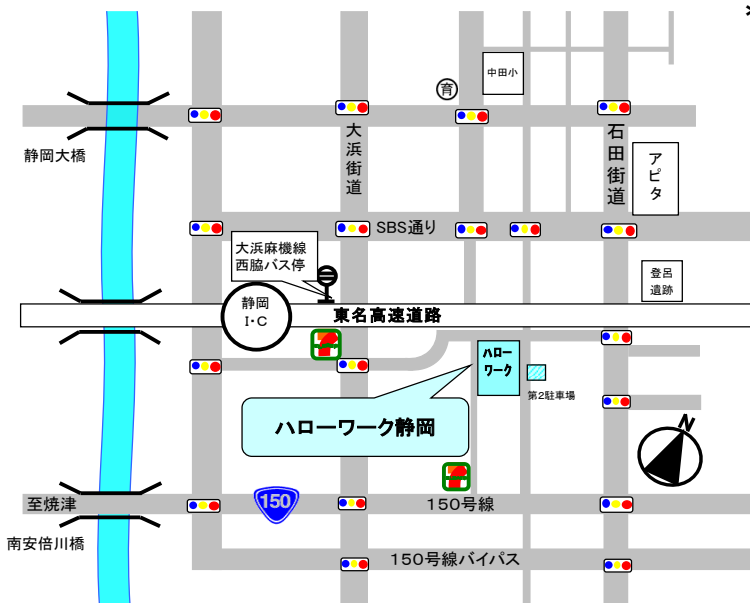 中田小
育
大浜街道
石田街道
アピタ
静岡大橋
SBS通り
大浜麻機線
西脇バス停
登呂
遺跡
静岡
I・C
東名高速道路
7
ハロー
ワーク
第2駐車場
ハローワーク静岡
N
7
至焼津
150
150号線
南安倍川橋
150号線バイパス